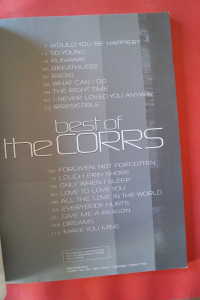 WOULD YOU BE HAPPIER?
SO YOUNG
RUNAWAY
BREATHLESS
RADIO
WHAT CAN I DO
THE RIGHT TIME
I NEVER LOVED YOU ANYWAY
IRRESISTIBLE
best of
the CORRS
FORGIVEN, NOT FORGOTTEN
LOUGH ERIN SHORE
ONLY WHEN I SLEEP
LOVE TO LOVE YOU
ALL THE LOVE IN THE WORLD
EVERYBODY HURTS
GIVE ME A REASON
DREAMS
MAKE YOU MINE